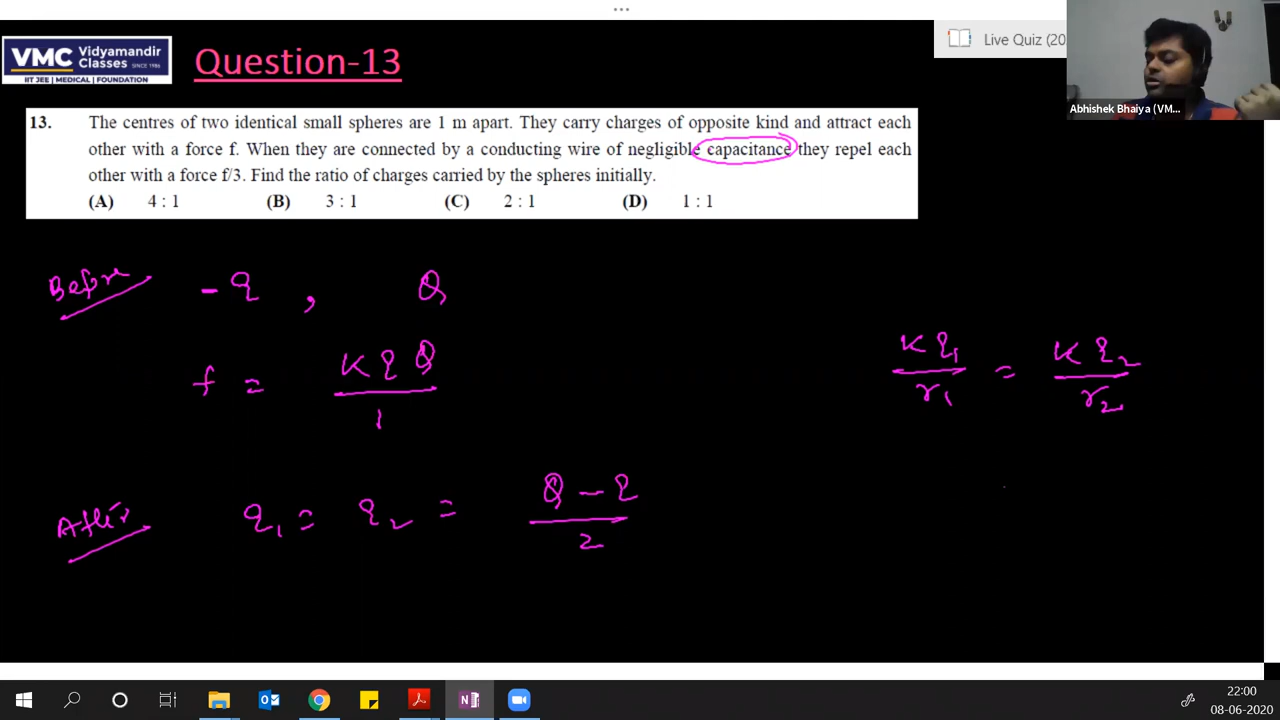 VMC Vidyamandir Classes SINCE 1986
IIT JEE | MEDICAL | FOUNDATION
Question-13
Live Quiz (20
Abhishek Bhaiya (VM...
13. The centres of two identical small spheres are 1 m apart. They carry charges of opposite kind and attract each
other with a force f. When they are connected by a conducting wire of negligible capacitance they repel each
other with a force f/3. Find the ratio of charges carried by the spheres initially.
(A) 4 : 1 (B) 3 : 1 (C) 2 : 1 (D) 1 : 1
Before - q , Q
f = K q Q / 1
K q1 / r1 = K q2 / r2
After q1 = q2 = Q - q / 2
22:00
08-06-2020